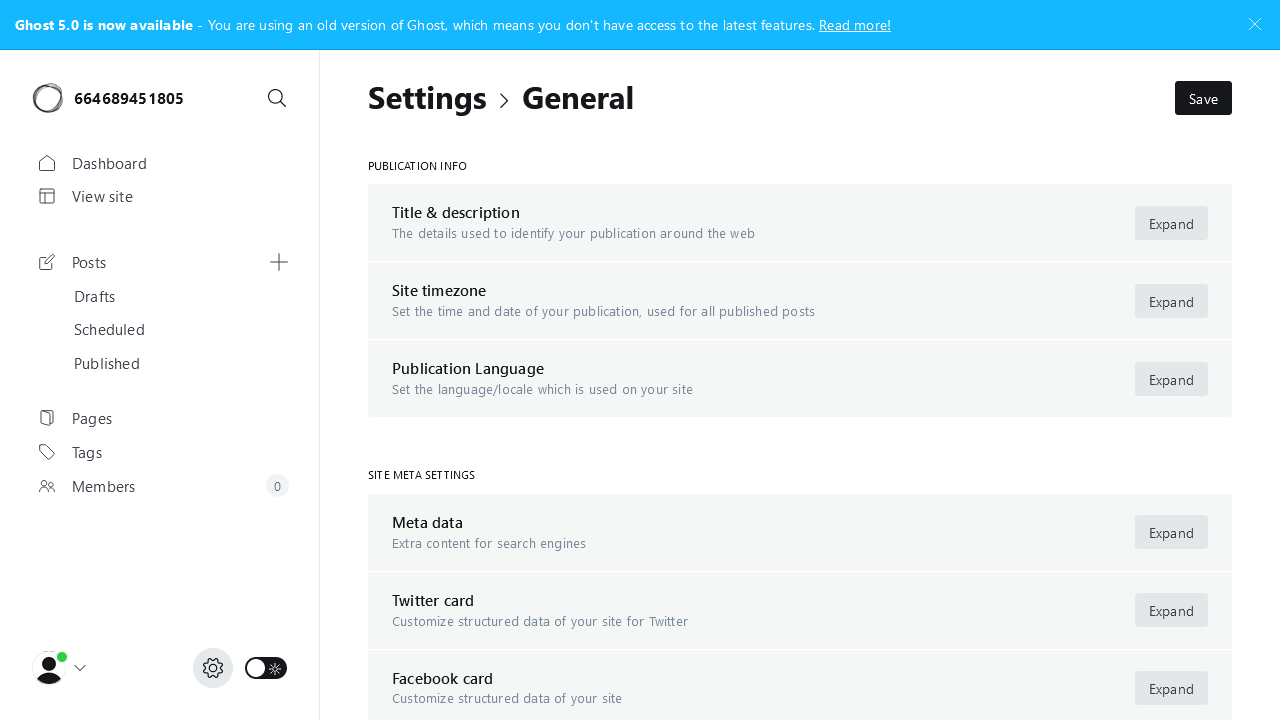 Ghost 5.0 is now available - You are using an old version of Ghost, which means you don't have access to the latest features. Read more!
664689451805
Dashboard
View site
Posts
Drafts
Scheduled
Published
Pages
Tags
Members
0
Settings > General
Save
PUBLICATION INFO
Title & description
The details used to identify your publication around the web
Expand
Site timezone
Set the time and date of your publication, used for all published posts
Expand
Publication Language
Set the language/locale which is used on your site
Expand
SITE META SETTINGS
Meta data
Extra content for search engines
Expand
Twitter card
Customize structured data of your site for Twitter
Expand
Facebook card
Customize structured data of your site
Expand